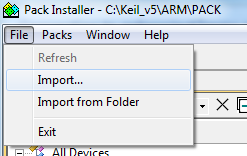 Pack Installer - C:\Keil_v5\ARM\PACK
File Packs Window Help
Refresh
Import...
Import from Folder
Exit
All Devices